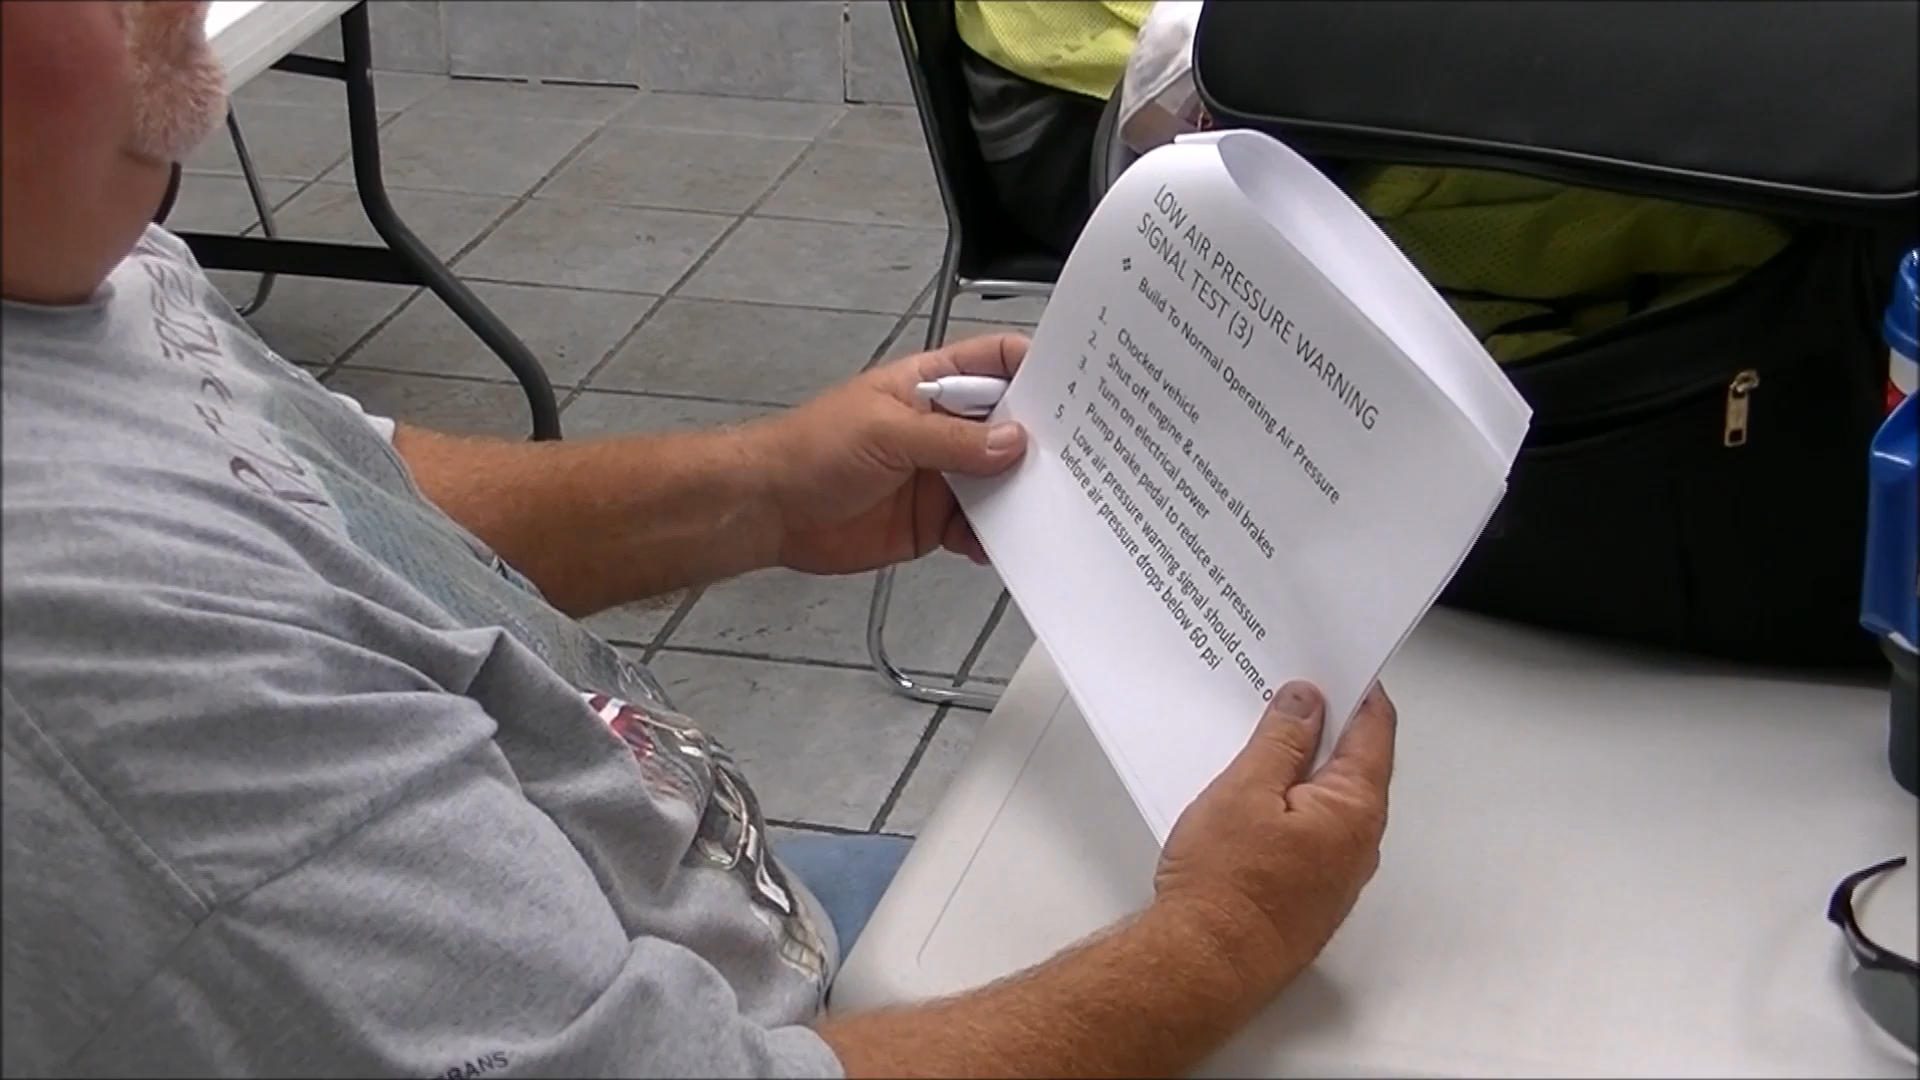 LOW AIR PRESSURE WARNING
SIGNAL TEST (3)
Build To Normal Operating Air Pressure
1. Chocked vehicle
2. Shut off engine & release all brakes
3. Turn on electrical power
4. Pump brake pedal to reduce air pressure
5. Low air pressure warning signal should come o
before air pressure drops below 60 psi